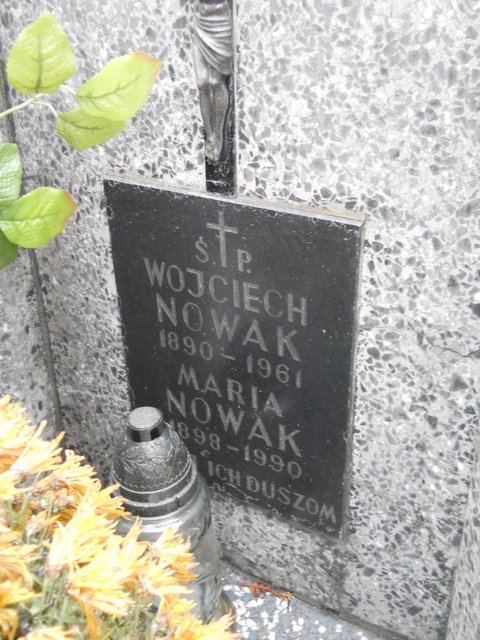 Ś. P.
WOJCIECH
NOWAK
1890 - 1961
MARIA
NOWAK
1898 - 1990
ICH DUSZOM